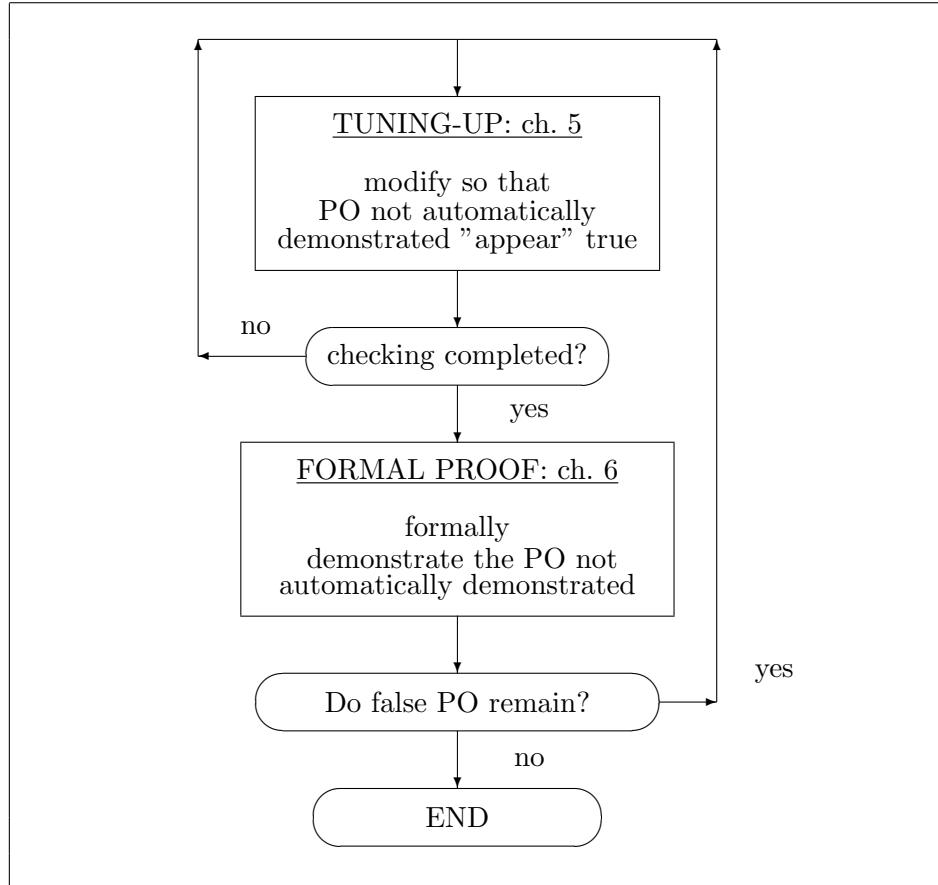 TUNING-UP: ch. 5
modify so that
PO not automatically
demonstrated ”appear” true
no
checking completed?
yes
FORMAL PROOF: ch. 6
formally
demonstrate the PO not
automatically demonstrated
yes
Do false PO remain?
no
END